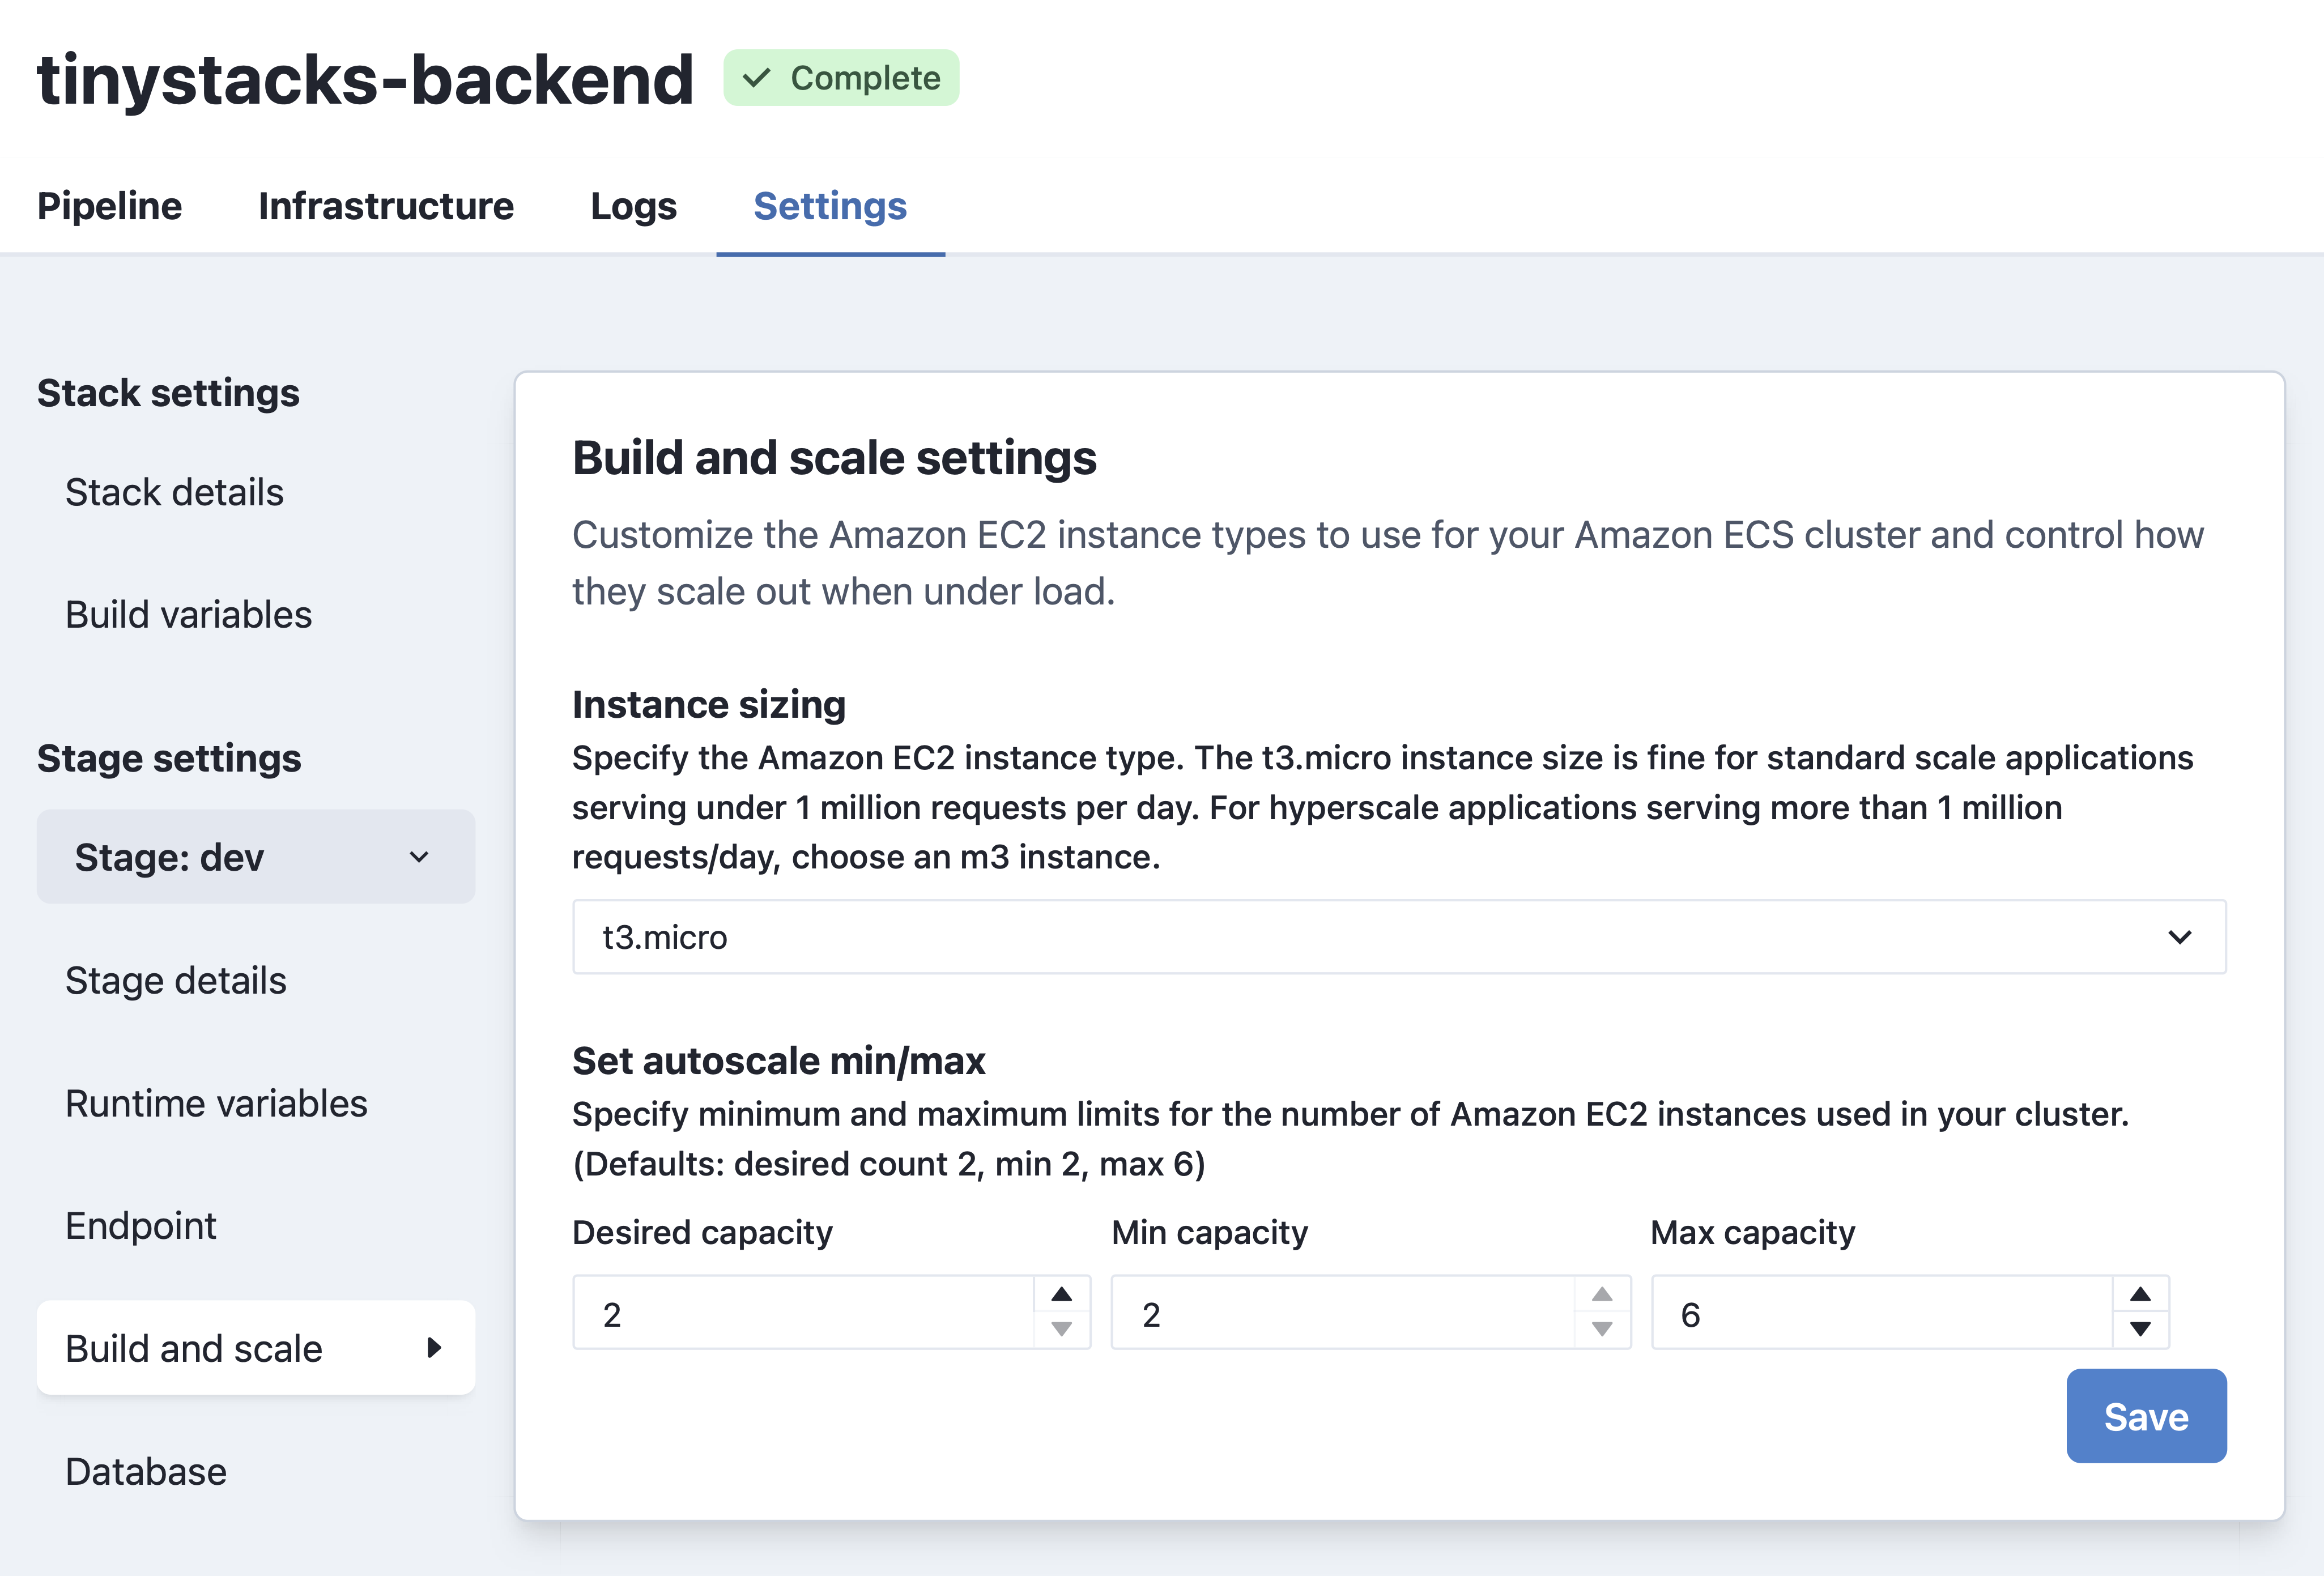 tinystacks-backend
Complete
Pipeline Infrastructure Logs Settings
Stack settings
Stack details
Build variables
Stage settings
Stage: dev
Stage details
Runtime variables
Endpoint
Build and scale
Database
Build and scale settings
Customize the Amazon EC2 instance types to use for your Amazon ECS cluster and control how
they scale out when under load.
Instance sizing
Specify the Amazon EC2 instance type. The t3.micro instance size is fine for standard scale applications
serving under 1 million requests per day. For hyperscale applications serving more than 1 million
requests/day, choose an m3 instance.
t3.micro
Set autoscale min/max
Specify minimum and maximum limits for the number of Amazon EC2 instances used in your cluster.
(Defaults: desired count 2, min 2, max 6)
Desired capacity Min capacity Max capacity
2 2 6
Save